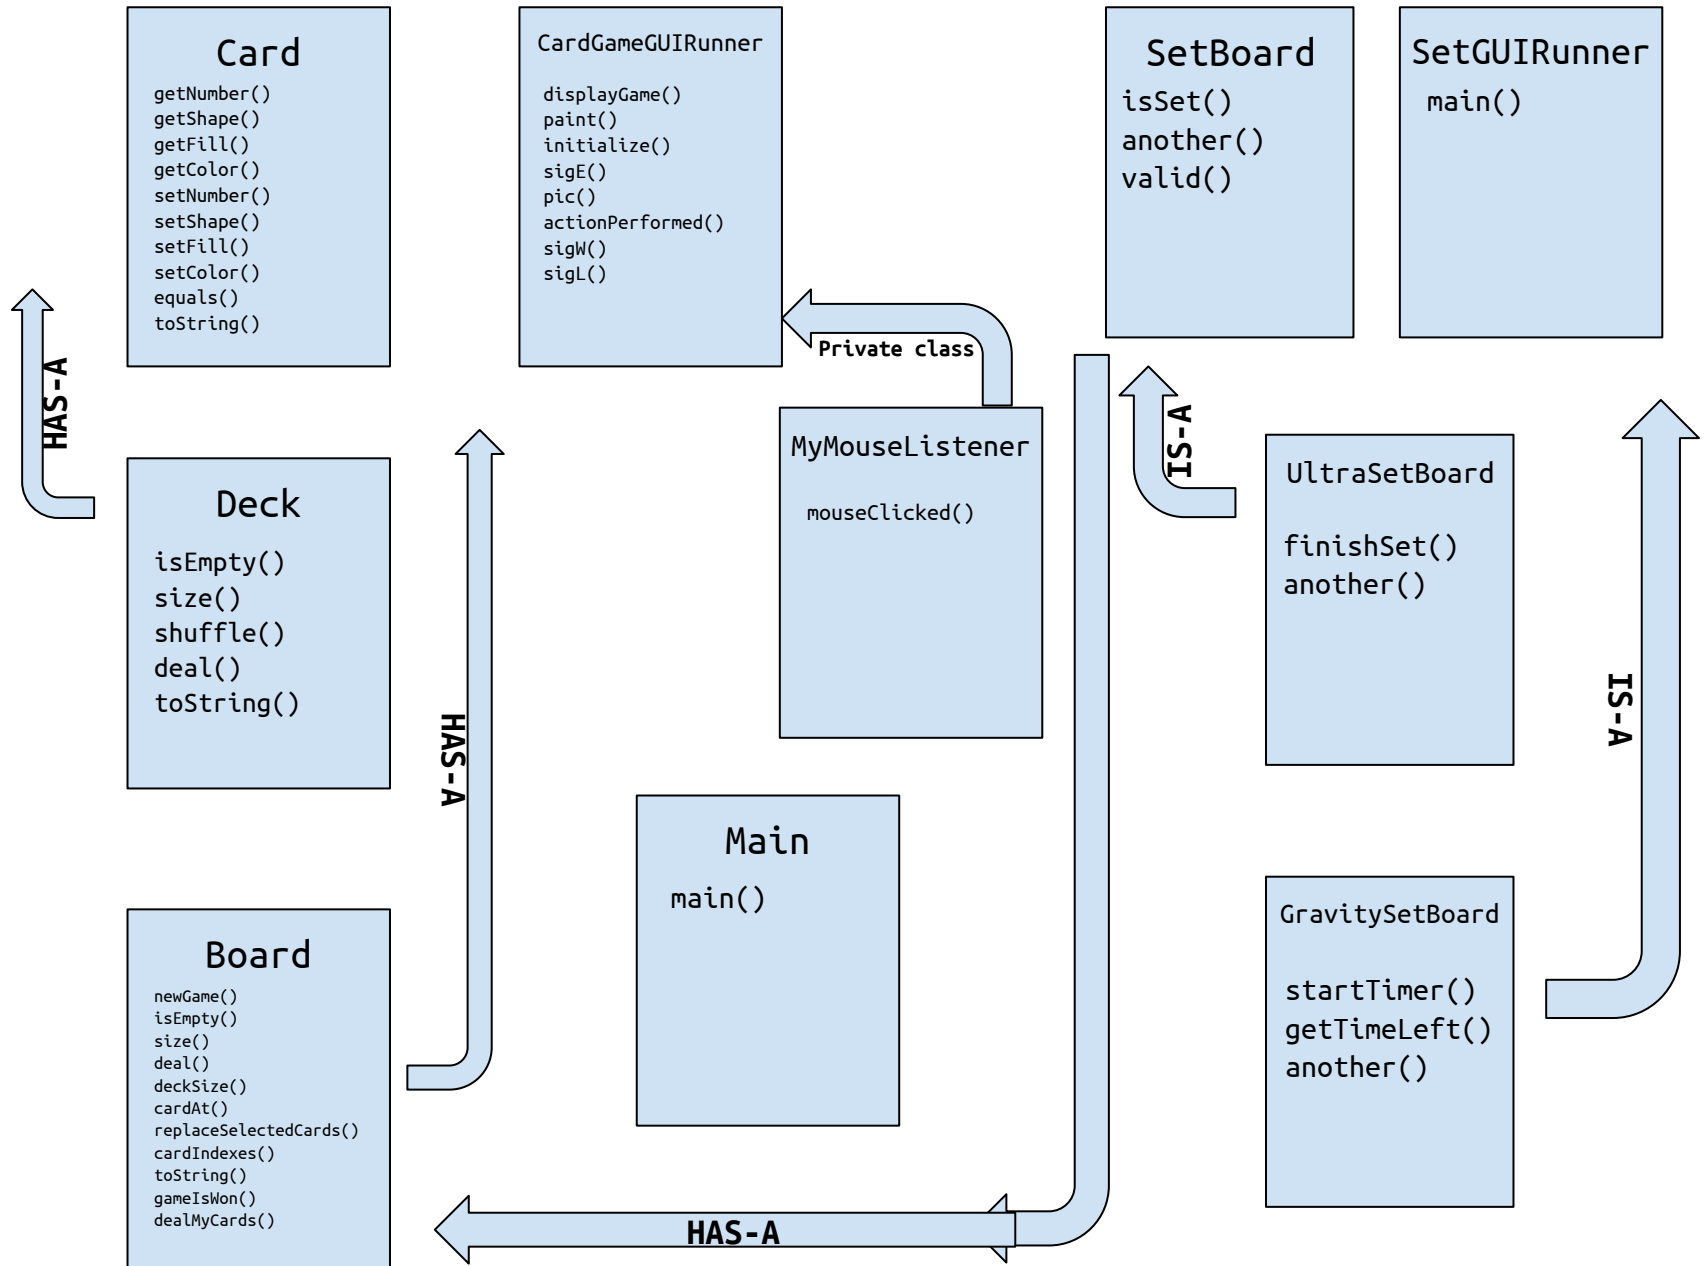 Card
getNumber()
getShape()
getFill()
getColor()
setNumber()
setShape()
setFill()
setColor()
equals()
toString()
CardGameGUIRunner
displayGame()
paint()
initialize()
sigE()
pic()
actionPerformed()
sigW()
sigL()
SetBoard
isSet()
another()
valid()
SetGUIRunner
main()
HAS-A
Private class
IS-A
Deck
isEmpty()
size()
shuffle()
deal()
toString()
HAS-A
MyMouseListener
mouseClicked()
UltraSetBoard
finishSet()
another()
IS-A
Main
main()
Board
newGame()
isEmpty()
size()
deal()
deckSize()
cardAt()
replaceSelectedCards()
cardIndexes()
toString()
gameIsWon()
dealMyCards()
GravitySetBoard
startTimer()
getTimeLeft()
another()
HAS-A